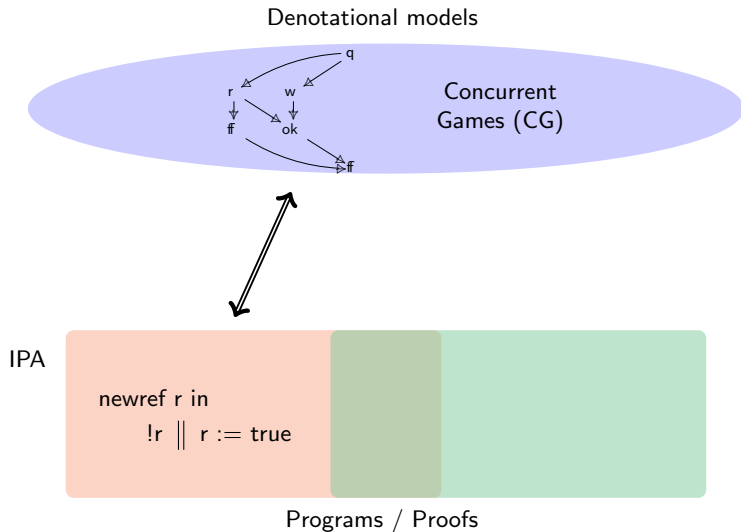 Denotational models
q
r w
ff ok
ff
Concurrent
Games (CG)
IPA
newref r in
!r ∥ r := true
Programs / Proofs